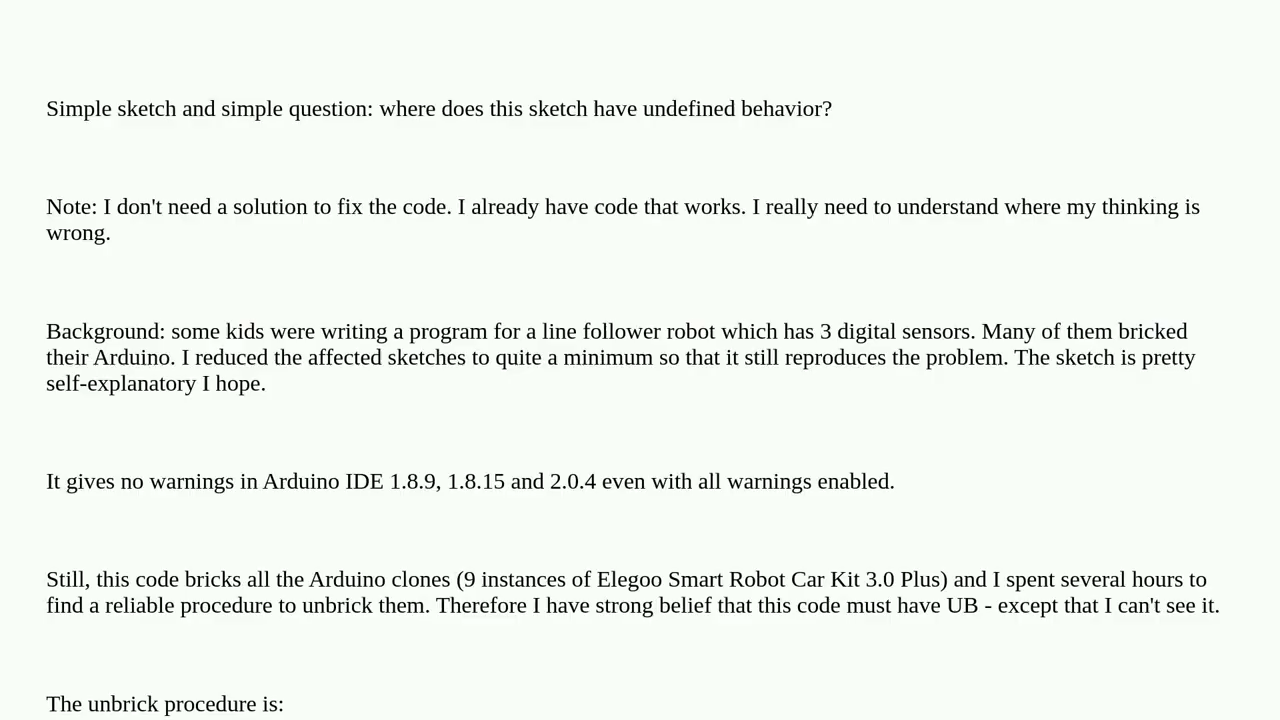 Simple sketch and simple question: where does this sketch have undefined behavior?
Note: I don't need a solution to fix the code. I already have code that works. I really need to understand where my thinking is
wrong.
Background: some kids were writing a program for a line follower robot which has 3 digital sensors. Many of them bricked
their Arduino. I reduced the affected sketches to quite a minimum so that it still reproduces the problem. The sketch is pretty
self-explanatory I hope.
It gives no warnings in Arduino IDE 1.8.9, 1.8.15 and 2.0.4 even with all warnings enabled.
Still, this code bricks all the Arduino clones (9 instances of Elegoo Smart Robot Car Kit 3.0 Plus) and I spent several hours to
find a reliable procedure to unbrick them. Therefore I have strong belief that this code must have UB - except that I can't see it.
The unbrick procedure is: